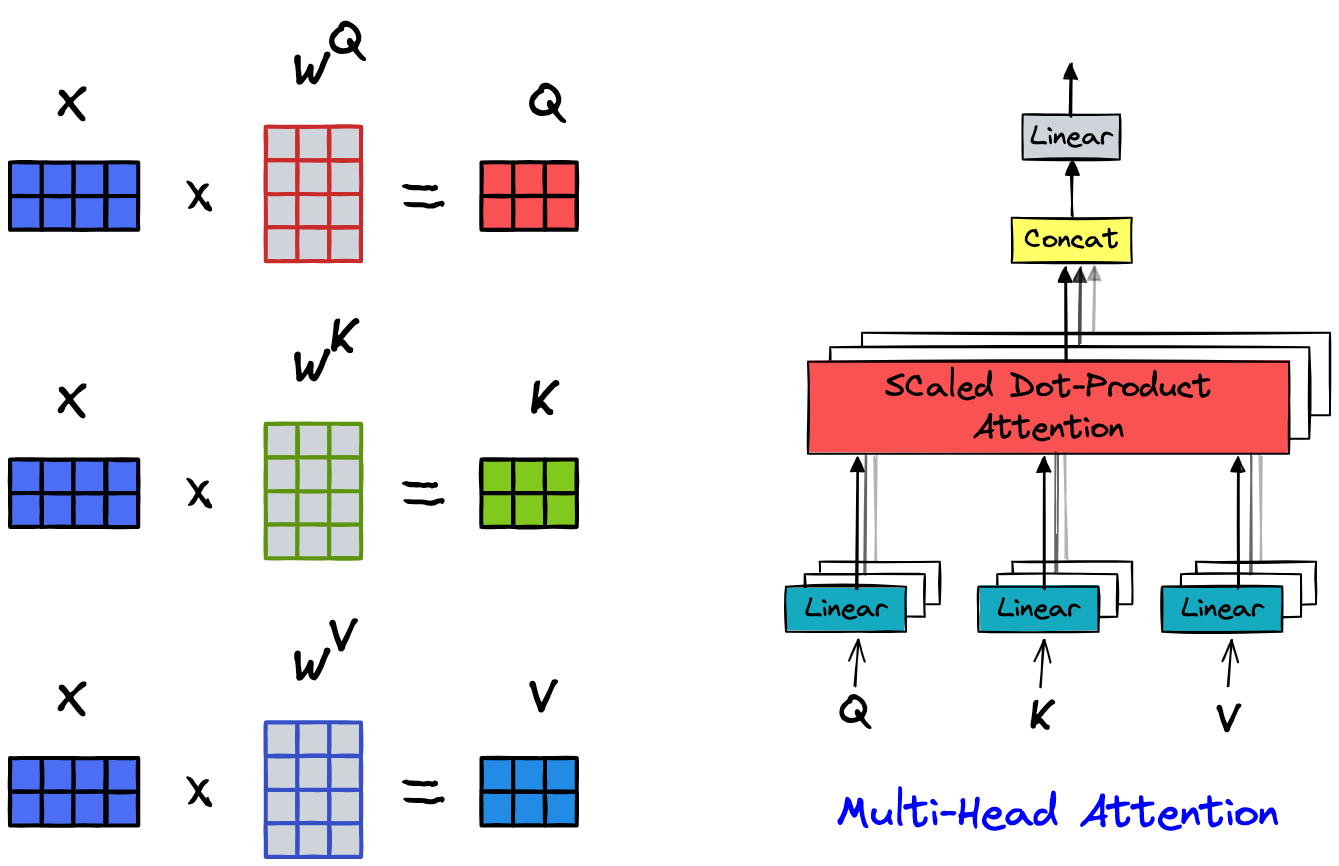 W^Q
X
Q
x
=
W^K
X
K
x
=
W^V
X
V
x
=
Linear
Concat
SCaled Dot-Product
Attention
Linear
Linear
Linear
Q
K
V
Multi-Head Attention